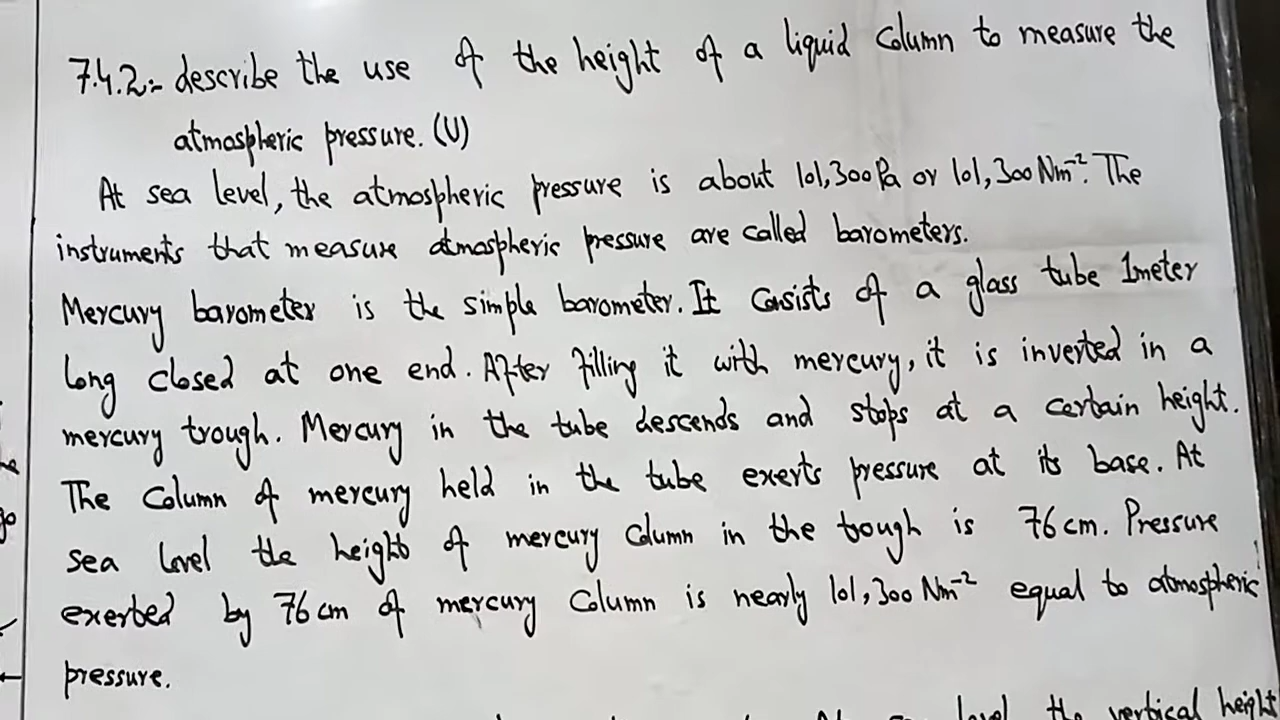 7.4.2:- describe the use of the height of a liquid column to measure the
atmospheric pressure. (U)
At sea level, the atmospheric pressure is about 101,300 Pa or 101,300 Nm⁻². The
instruments that measure atmospheric pressure are called barometers.
Mercury barometer is the simple barometer. It consists of a glass tube 1meter
long closed at one end. After filling it with mercury, it is inverted in a
mercury trough. Mercury in the tube descends and stops at a certain height.
The column of mercury held in the tube exerts pressure at its base. At
sea level the height of mercury column in the trough is 76 cm. Pressure
exerted by 76 cm of mercury column is nearly 101,300 Nm⁻² equal to atmospheric
pressure.
level the vertical height